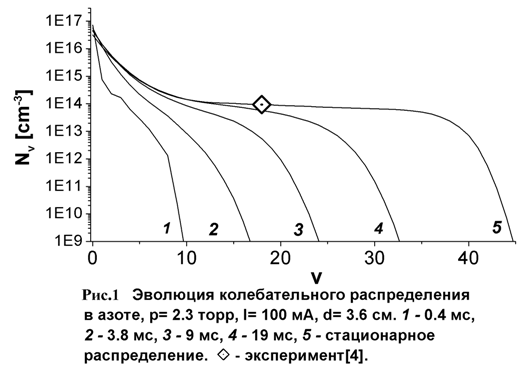 1E17
1E16
1E15
1E14
1E13
1E12
1E11
1E10
1E9
Nv [cm-3]
1 2 3 4 5
0 10 20 30 40
V
Рис.1 Эволюция колебательного распределения
в азоте, p= 2.3 торр, I= 100 мА, d= 3.6 см. 1 - 0.4 мс,
2 - 3.8 мс, 3 - 9 мс, 4 - 19 мс, 5 - стационарное
распределение. ◇ - эксперимент[4].